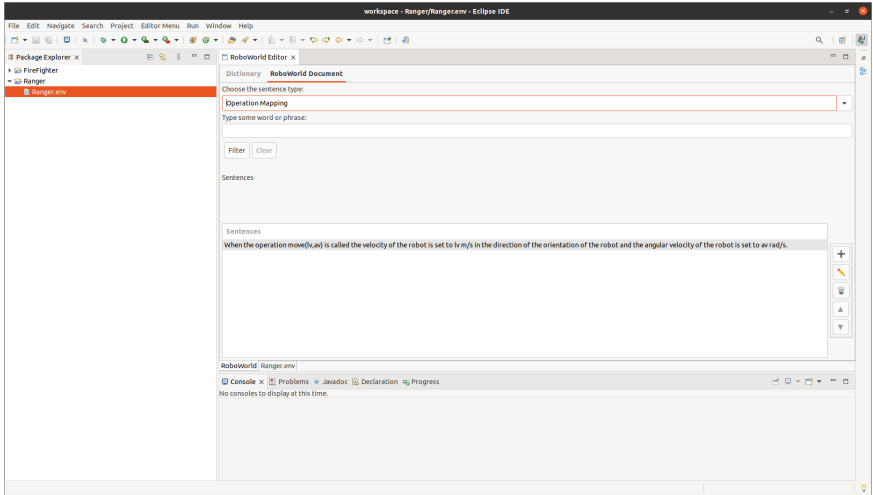 workspace - Ranger/Ranger.env - Eclipse IDE
File Edit Navigate Search Project Editor Menu Run Window Help
Package Explorer
RoboWorld Editor
FireFighter
Ranger
Ranger.env
Dictionary RoboWorld Document
Choose the sentence type:
Operation Mapping
Type some word or phrase:
Filter Clear
Sentences
Sentences
When the operation move(lv,av) is called the velocity of the robot is set to lv m/s in the direction of the orientation of the robot and the angular velocity of the robot is set to av rad/s.
RoboWorld Ranger.env
Console Problems Javadoc Declaration Progress
No consoles to display at this time.